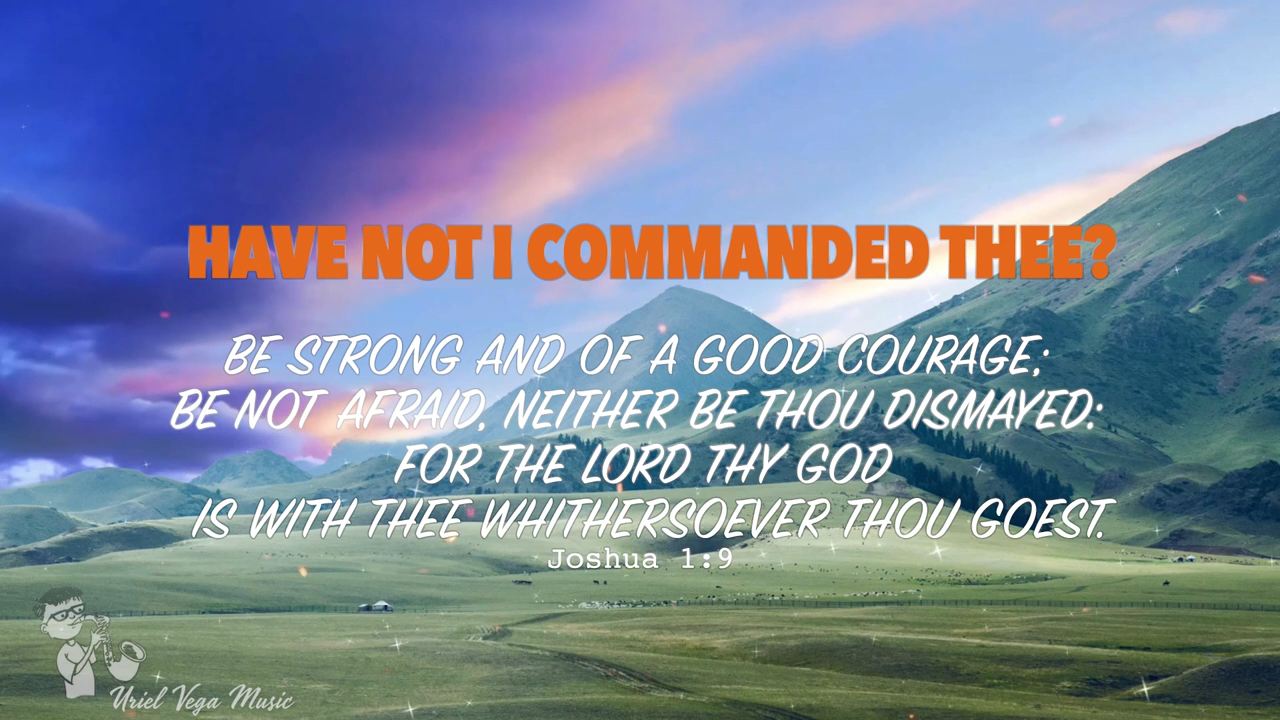 HAVE NOT I COMMANDED THEE?
BE STRONG AND OF A GOOD COURAGE;
BE NOT AFRAID, NEITHER BE THOU DISMAYED:
FOR THE LORD THY GOD
IS WITH THEE WHITHERSOEVER THOU GOEST.
Joshua 1:9
Uriel Vega Music